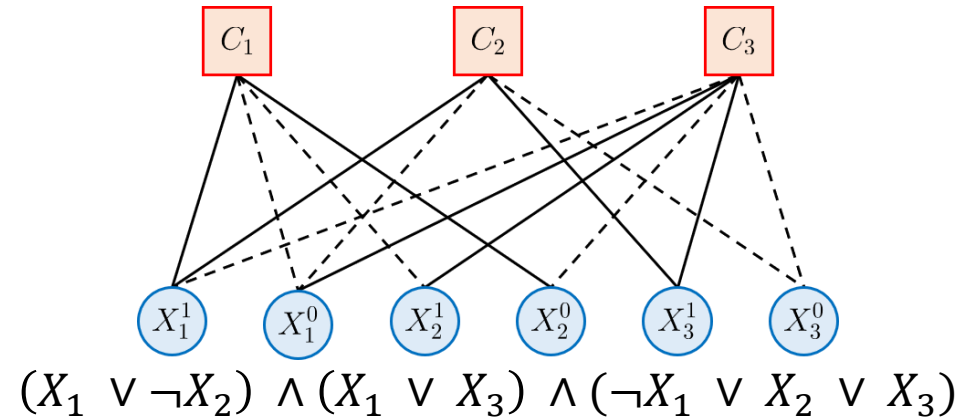 C₁ C₂ C₃
X₁¹ X₁⁰ X₂¹ X₂⁰ X₃¹ X₃⁰
(X₁ ∨ ¬X₂) ∧ (X₁ ∨ X₃) ∧ (¬X₁ ∨ X₂ ∨ X₃)